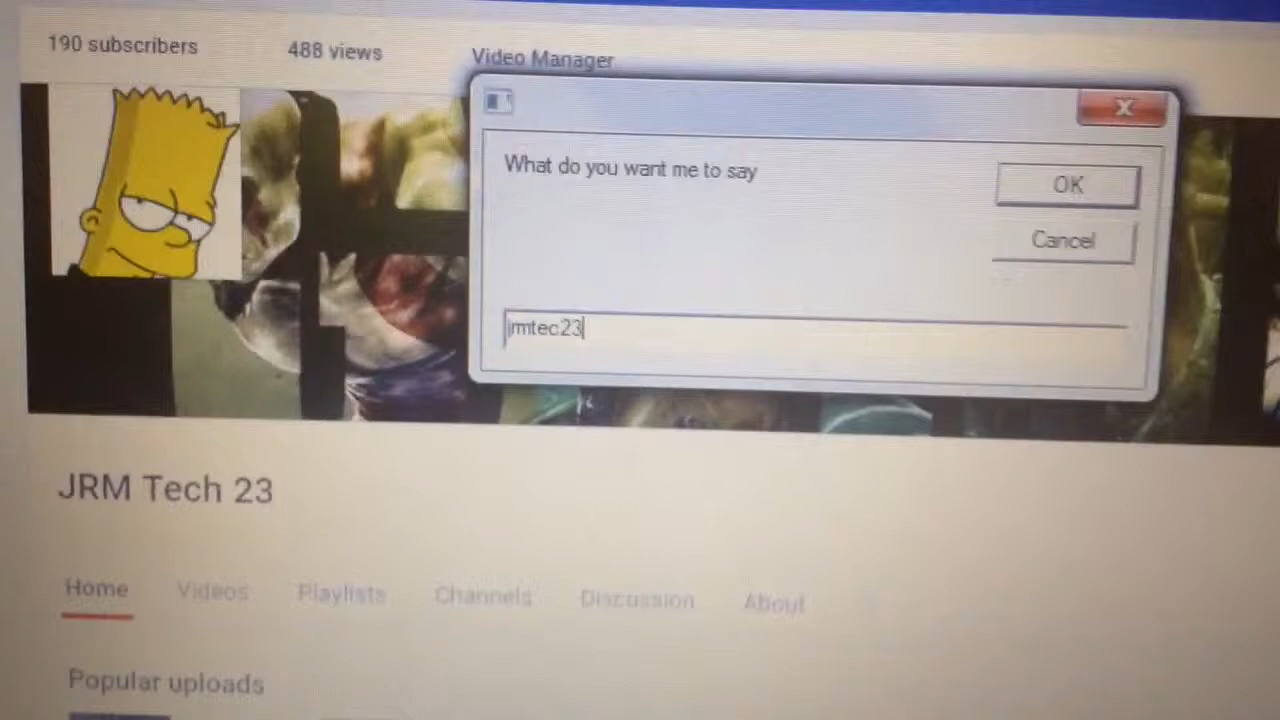 190 subscribers
488 views
Video Manager
What do you want me to say
OK
Cancel
jrmtec23
JRM Tech 23
Home
Videos
Playlists
Channels
Discussion
About
Popular uploads